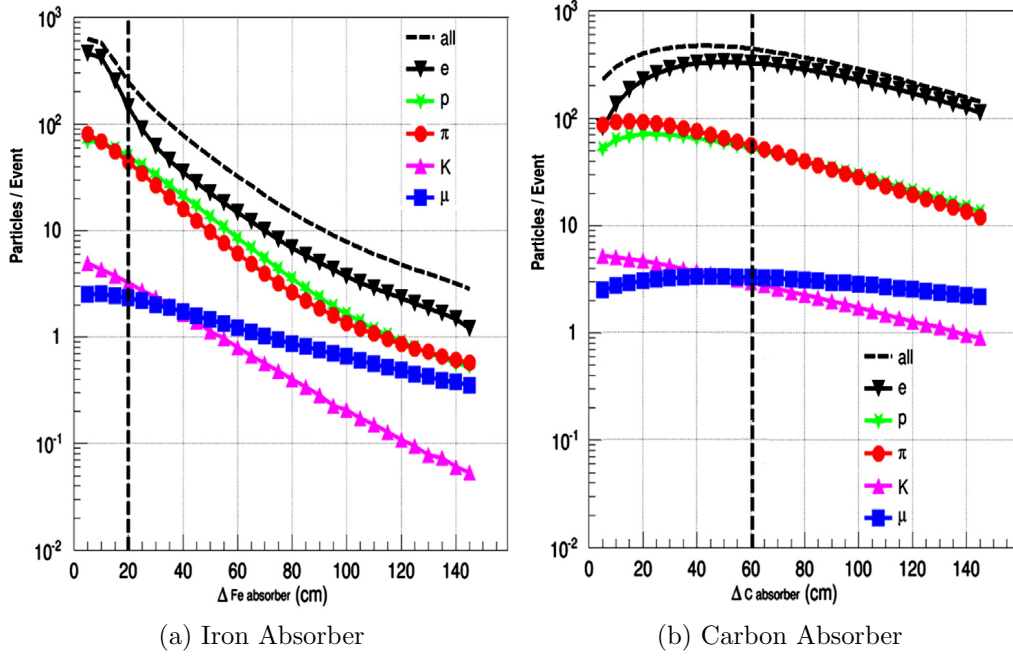 10³
10²
10
1
10⁻¹
10⁻²
Particles / Event
all
e
p
π
K
μ
0 20 40 60 80 100 120 140
Δ Fe absorber (cm)
(a) Iron Absorber
10³
10²
10
1
10⁻¹
10⁻²
Particles / Event
all
e
p
π
K
μ
0 20 40 60 80 100 120 140
Δ C absorber (cm)
(b) Carbon Absorber